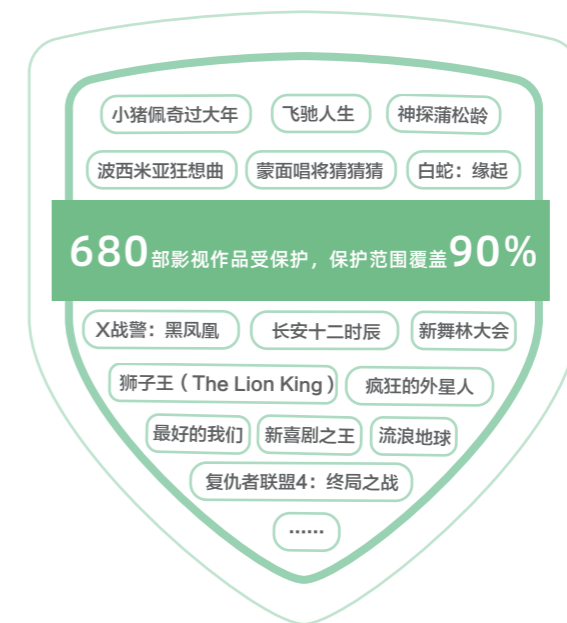 小猪佩奇过大年 飞驰人生 神探蒲松龄
波西米亚狂想曲 蒙面唱将猜猜猜 白蛇：缘起
680部影视作品受保护，保护范围覆盖90%
X战警：黑凤凰 长安十二时辰 新舞林大会
狮子王（The Lion King） 疯狂的外星人
最好的我们 新喜剧之王 流浪地球
复仇者联盟4：终局之战
……